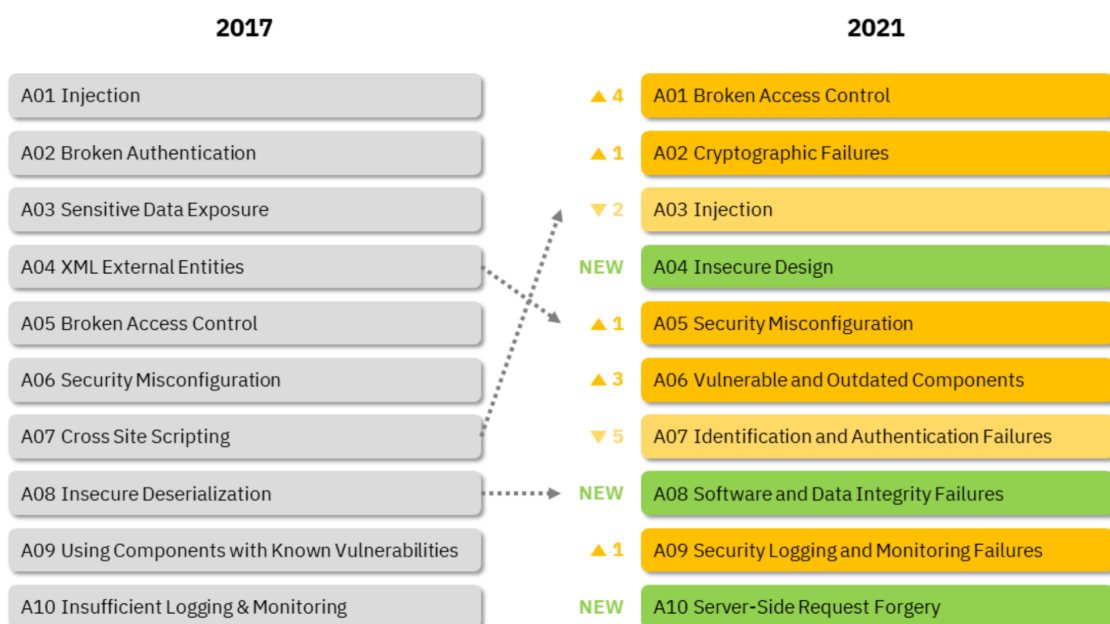 2017
2021
A01 Injection
▲ 4
A01 Broken Access Control
A02 Broken Authentication
▲ 1
A02 Cryptographic Failures
A03 Sensitive Data Exposure
▼ 2
A03 Injection
A04 XML External Entities
NEW
A04 Insecure Design
A05 Broken Access Control
▲ 1
A05 Security Misconfiguration
A06 Security Misconfiguration
▲ 3
A06 Vulnerable and Outdated Components
A07 Cross Site Scripting
▼ 5
A07 Identification and Authentication Failures
A08 Insecure Deserialization
NEW
A08 Software and Data Integrity Failures
A09 Using Components with Known Vulnerabilities
▲ 1
A09 Security Logging and Monitoring Failures
A10 Insufficient Logging & Monitoring
NEW
A10 Server-Side Request Forgery